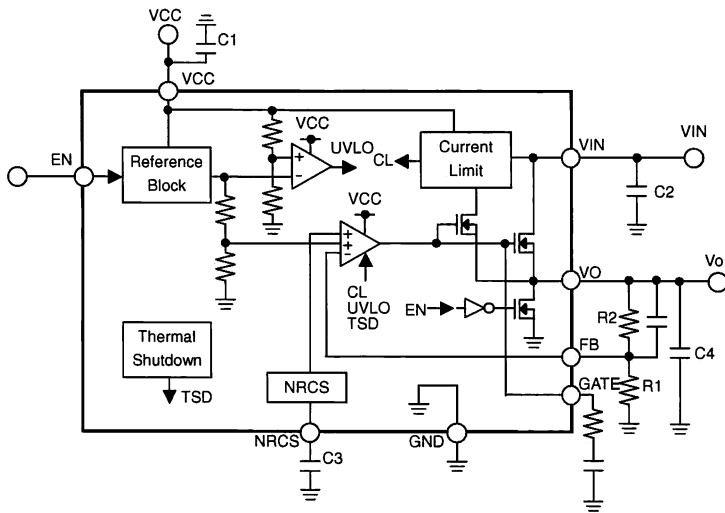 VCC
C1
VCC
EN
Reference
Block
VCC
UVLO
CL
Current
Limit
VIN
VIN
C2
VCC
CL
UVLO
TSD
EN
VO
Vo
R2
C4
FB
R1
GATE
Thermal
Shutdown
TSD
NRCS
NRCS
GND
C3